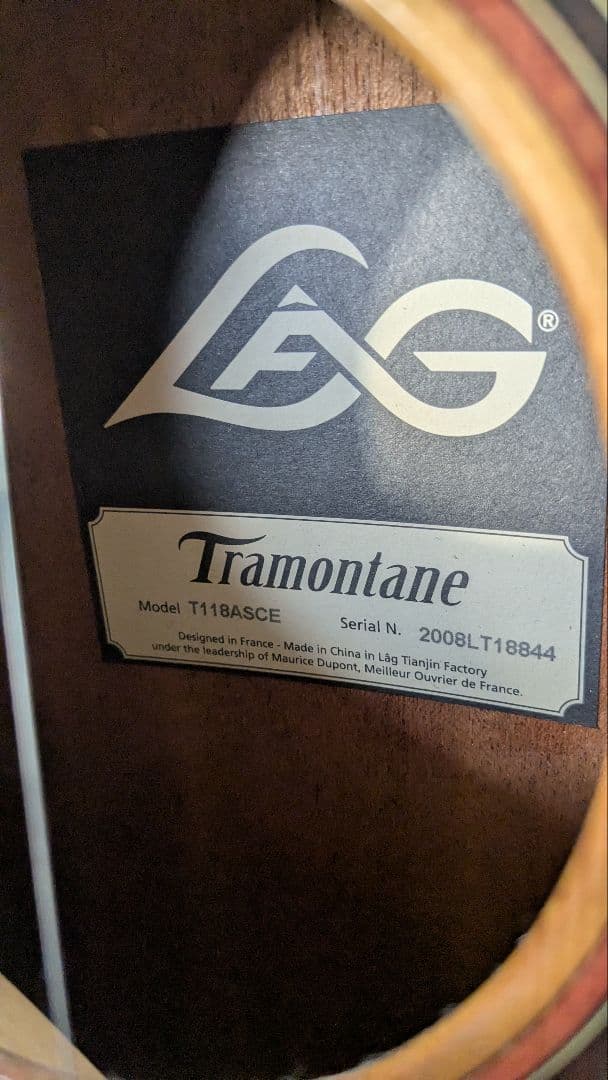 LÂG®
Tramontane
Model T118ASCE Serial N. 2008LT18844
Designed in France - Made in China in Lâg Tianjin Factory
under the leadership of Maurice Dupont, Meilleur Ouvrier de France.